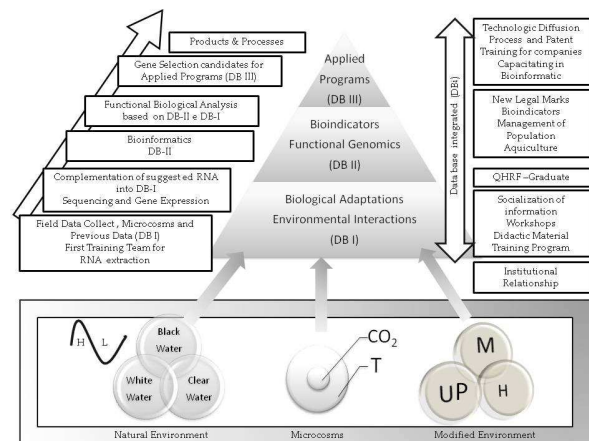 Products & Processes
Gene Selection candidates for
Applied Programs (DB III)
Functional Biological Analysis
based on DB-II e DB-I
Bioinformatics
DB-II
Complementation of suggested RNA
into DB-I
Sequencing and Gene Expression
Field Data Collect, Microcosms and
Previous Data (DB I)
First Training Team for
RNA extraction
Applied
Programs
(DB III)
Bioindicators
Functional Genomics
(DB II)
Biological Adaptations
Environmental Interactions
(DB I)
Data base integrated (DBi)
Technologic Diffusion
Process and Patent
Training for companies
Capacitating in
Bioinformatic
New Legal Marks
Bioindicators
Management of
Population
Aquiculture
QHRF –Graduate
Socialization of
information
Workshops
Didactic Material
Training Program
Institutional
Relationship
H L
Black
Water
White
Water
Clear
Water
Natural Environment
CO2
T
Microcosms
M
UP
H
Modified Environment